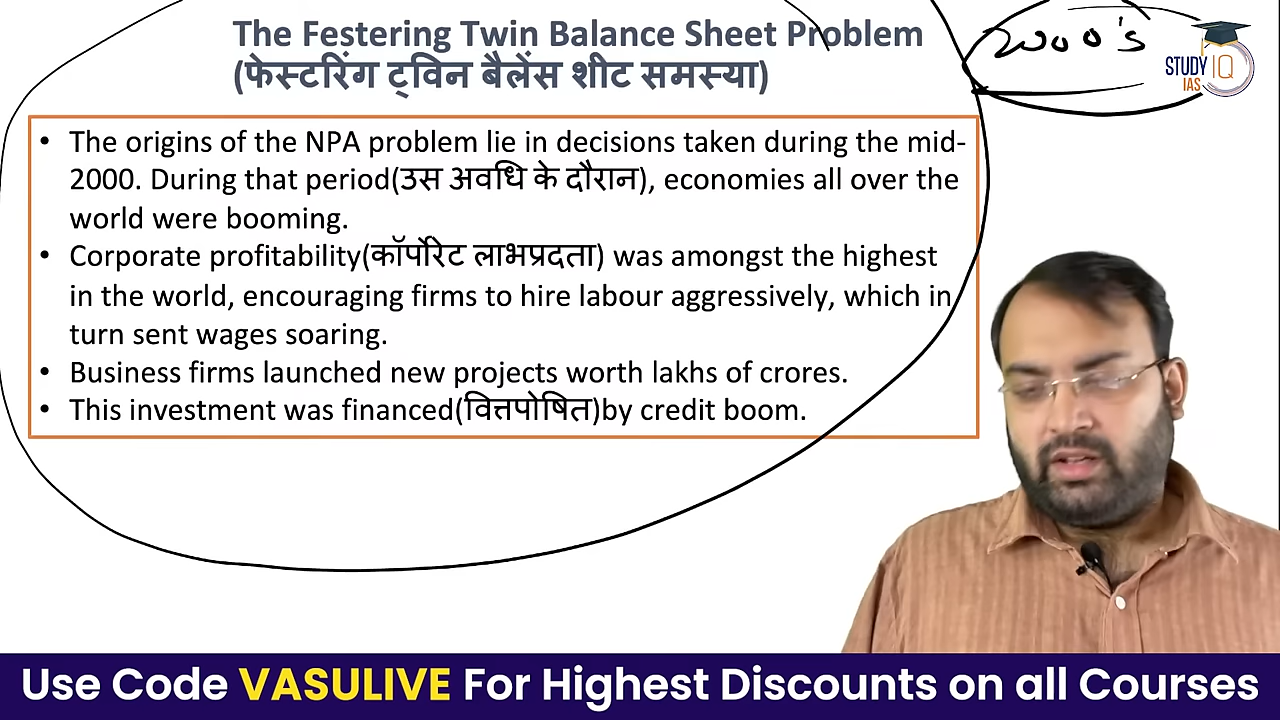 The Festering Twin Balance Sheet Problem
(फेस्टरिंग ट्विन बैलेंस शीट समस्या)
2000's
STUDY IQ
IAS
• The origins of the NPA problem lie in decisions taken during the mid-
2000. During that period(उस अवधि के दौरान), economies all over the
world were booming.
• Corporate profitability(कॉर्पोरेट लाभप्रदता) was amongst the highest
in the world, encouraging firms to hire labour aggressively, which in
turn sent wages soaring.
• Business firms launched new projects worth lakhs of crores.
• This investment was financed(वित्तपोषित)by credit boom.
Use Code VASULIVE For Highest Discounts on all Courses